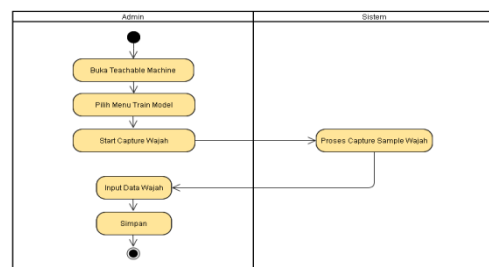 Admin
Sistem
Buka Teachable Machine
Pilih Menu Train Model
Start Capture Wajah
Proses Capture Sample Wajah
Input Data Wajah
Simpan